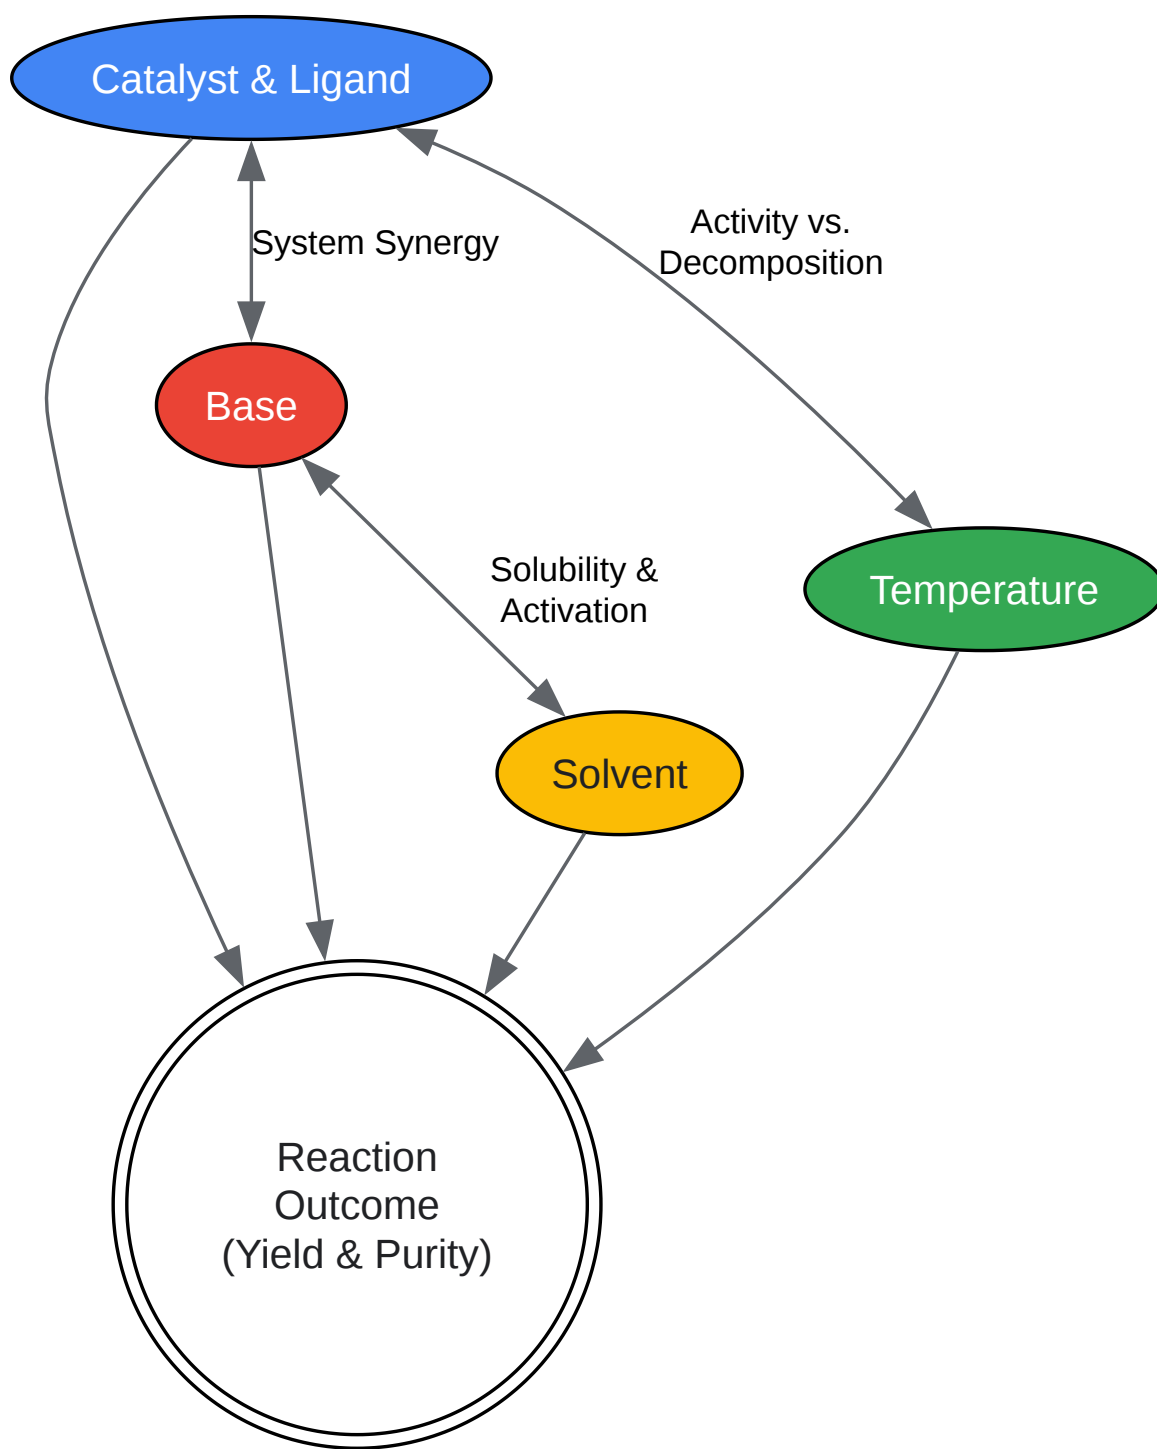 Catalyst & Ligand
System Synergy
Activity vs.
Decomposition
Base
Solubility &
Activation
Temperature
Solvent
Reaction
Outcome
(Yield & Purity)